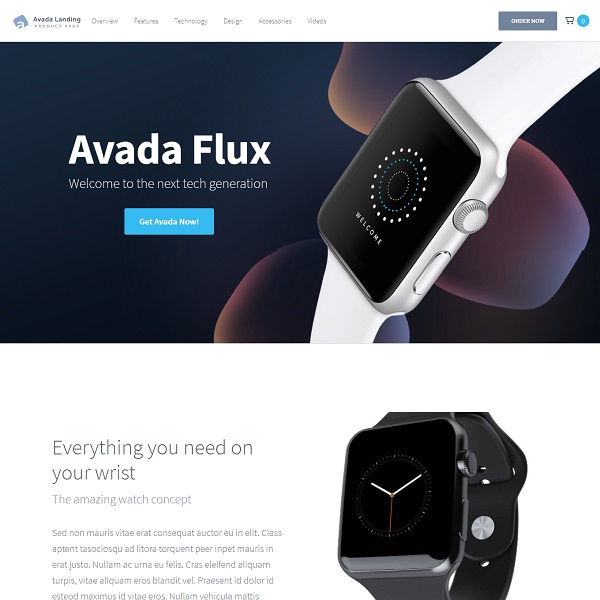 Avada Landing
PRODUCT PAGE
Overview Features Technology Design Accessories Videos
ORDER NOW
0
Avada Flux
Welcome to the next tech generation
Get Avada Now!
WELCOME
Everything you need on
your wrist
The amazing watch concept
Sed non mauris vitae erat consequat auctor eu in elit. Class
aptent tasociosqu ad litora torquent peer inpet mauris in
erat justo. Nullam ac urna eu felis. Cras eleifend aliquam
turpis, vitae aliquam eros blandit vel. Praesent id dolor id
esteod massa in varius. Nullam vehicula mattis